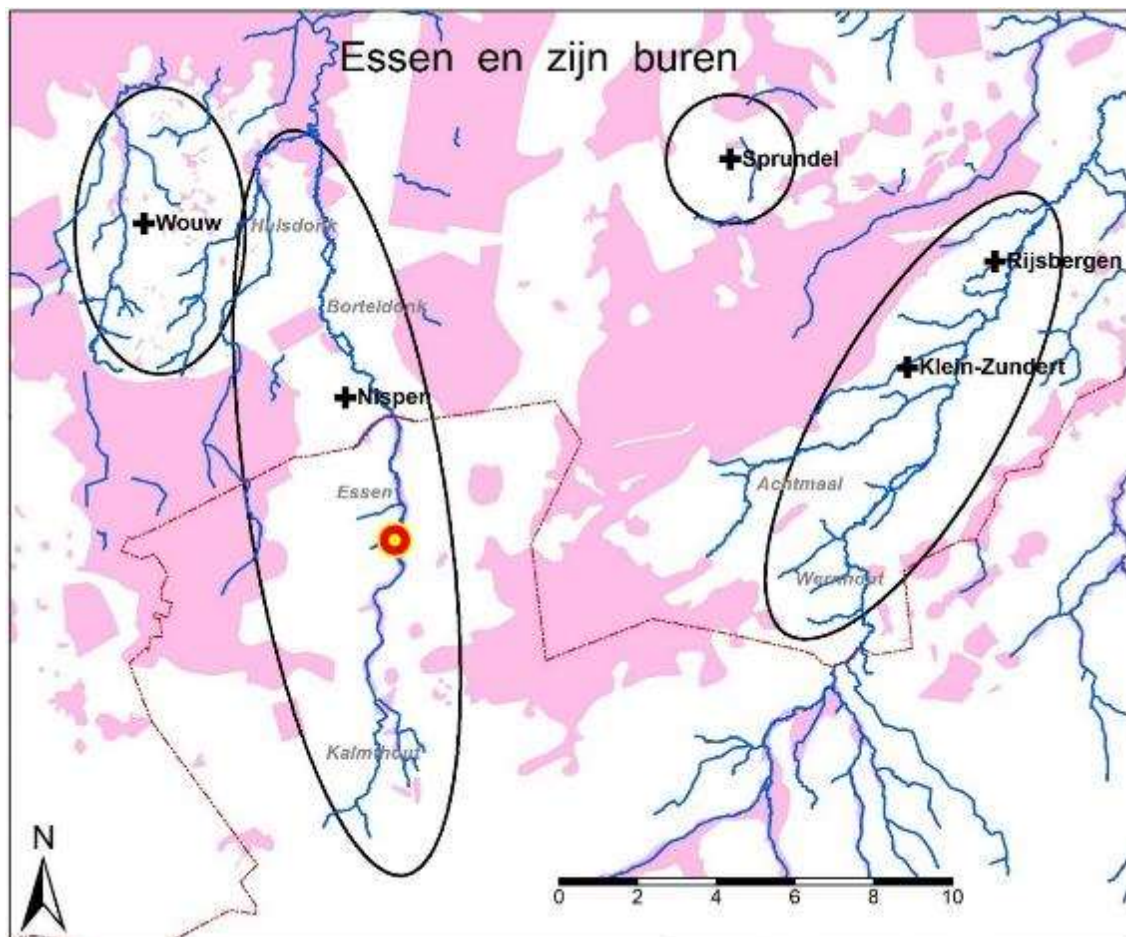 Essen en zijn buren
Sprundel
Wouw
Hulsdonk
Rijsbergen
Borteldonk
Klein-Zundert
Nispen
Achtmaal
Essen
Wernhout
Kalmthout
N
0 2 4 6 8 10